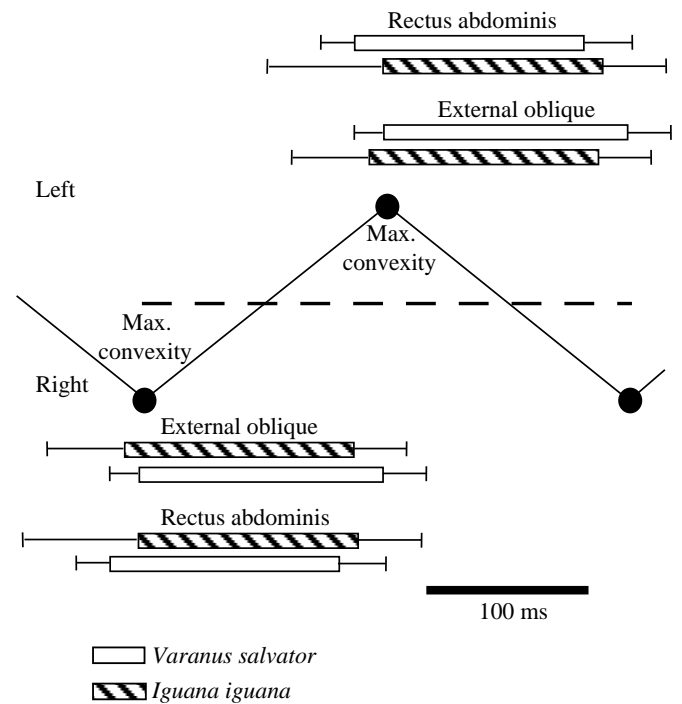 Rectus abdominis
External oblique
Left
Max.
convexity
Max.
convexity
Right
External oblique
Rectus abdominis
100 ms
Varanus salvator
Iguana iguana